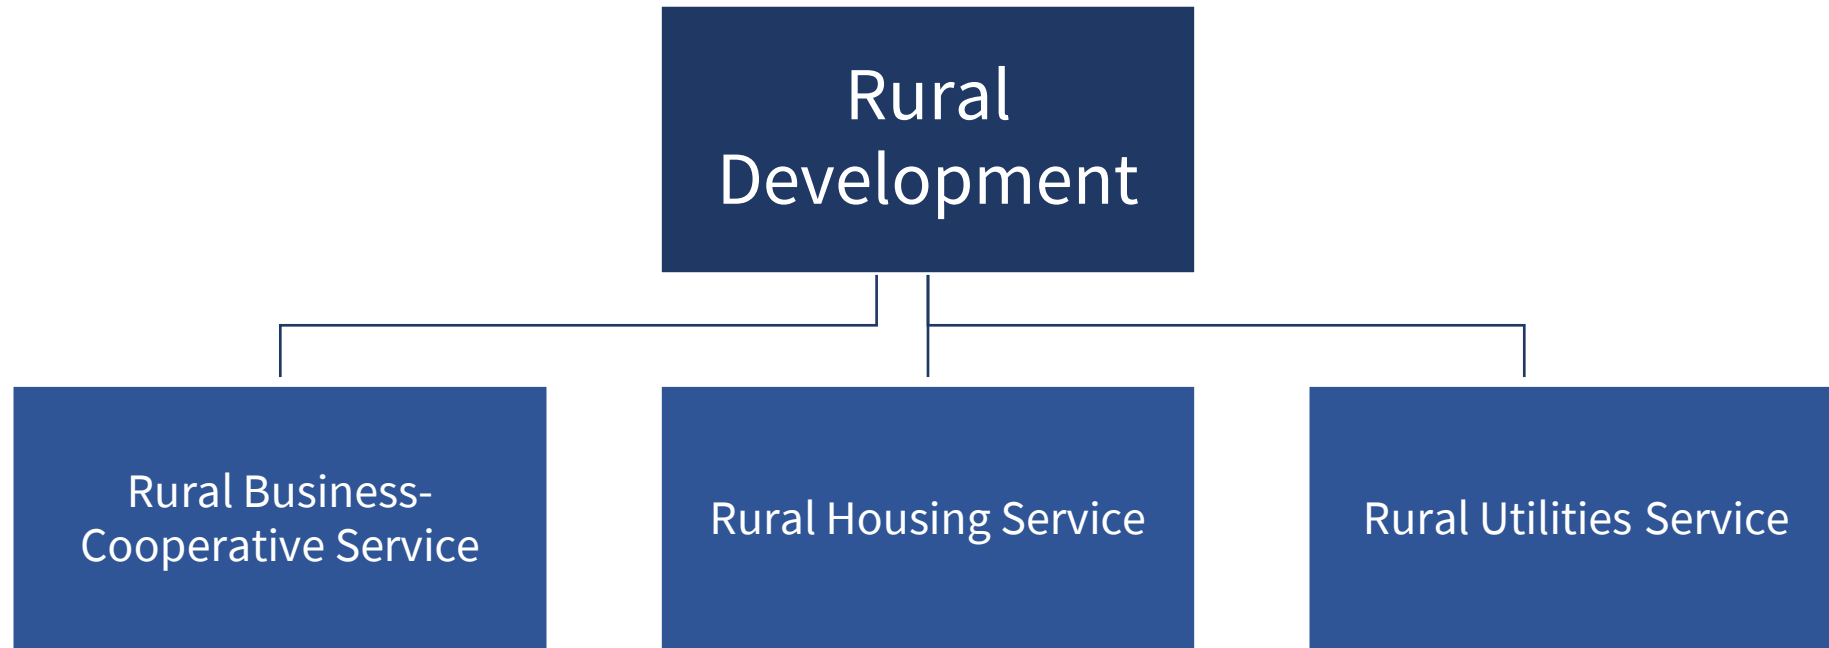 Rural
Development
Rural Business-
Cooperative Service
Rural Housing Service
Rural Utilities Service